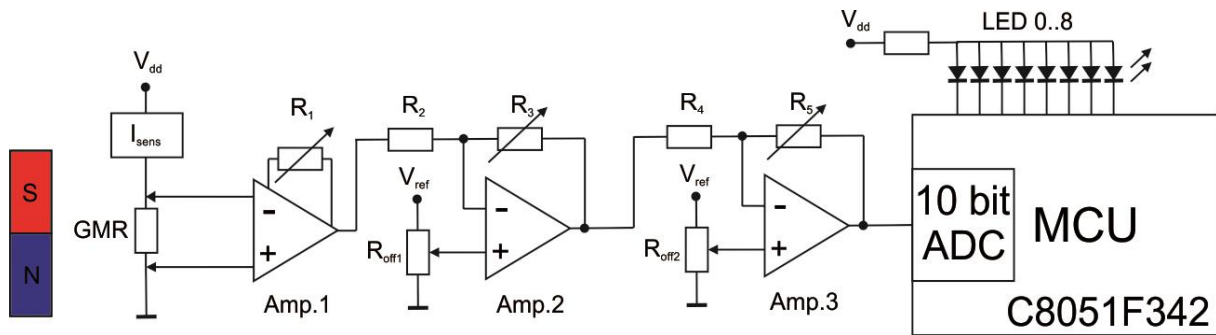 V_dd
LED 0..8
V_dd
I_sens
R_1
R_2
R_3
R_4
R_5
S
N
GMR
-
+
Amp.1
V_ref
R_off1
-
+
Amp.2
V_ref
R_off2
-
+
Amp.3
10 bit
ADC
MCU
C8051F342